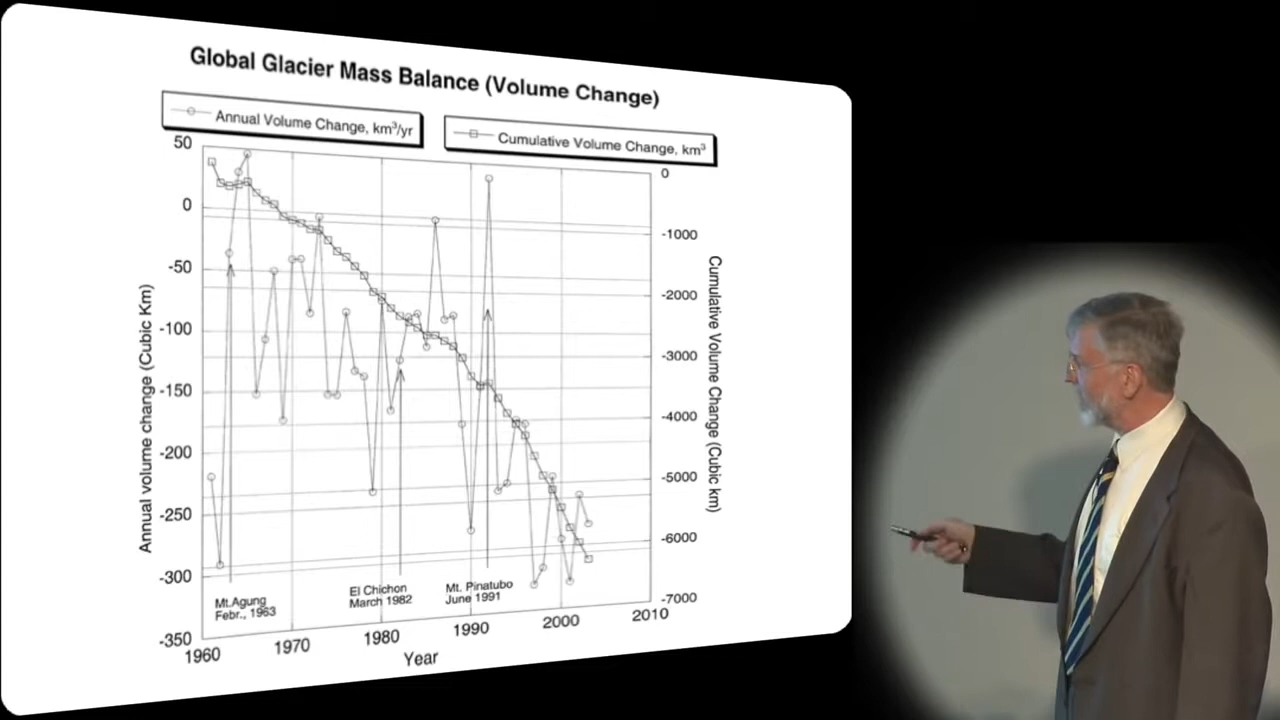 Global Glacier Mass Balance (Volume Change)
Annual Volume Change, km³/yr
Cumulative Volume Change, km³
50
0
-50
-100
-150
-200
-250
-300
-350
Annual volume change (Cubic Km)
0
-1000
-2000
-3000
-4000
-5000
-6000
-7000
Cumulative Volume Change (Cubic km)
Mt.Agung
Febr., 1963
El Chichon
March 1982
Mt. Pinatubo
June 1991
1960
1970
1980
1990
2000
2010
Year